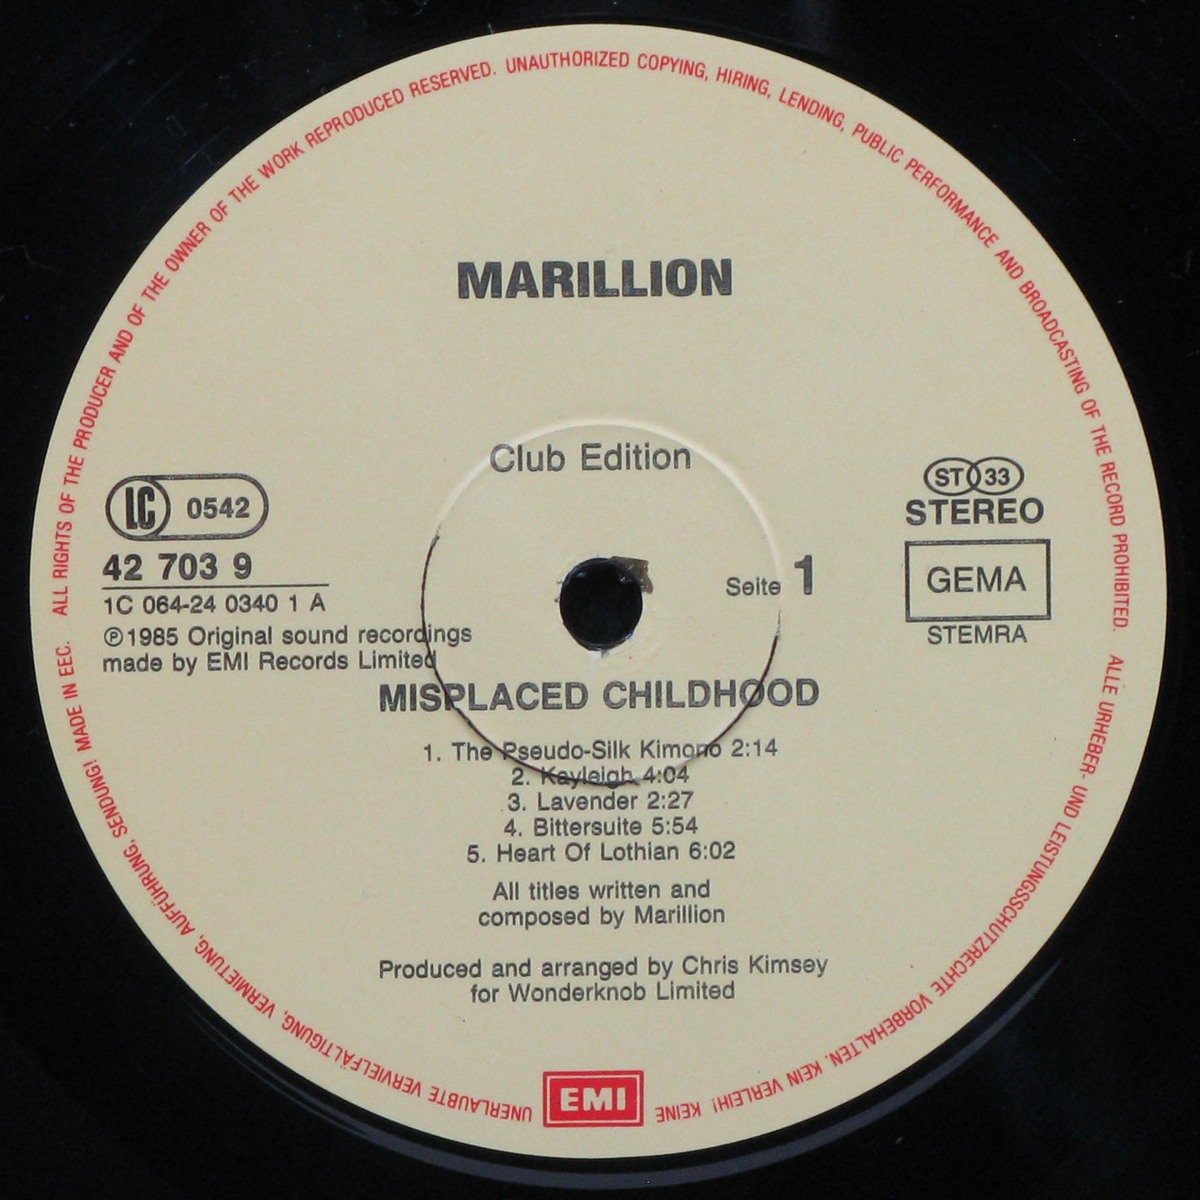 ALL RIGHTS OF THE PRODUCER AND OF THE OWNER OF THE WORK REPRODUCED RESERVED. UNAUTHORIZED COPYING, HIRING, LENDING, PUBLIC PERFORMANCE AND BROADCASTING OF THE RECORD PROHIBITED.
MARILLION
Club Edition
LC 0542
42 703 9
1C 064-24 0340 1 A
℗1985 Original sound recordings
made by EMI Records Limited
Seite 1
ST 33
STEREO
GEMA
STEMRA
MISPLACED CHILDHOOD
1. The Pseudo-Silk Kimono 2:14
2. Kayleigh 4:04
3. Lavender 2:27
4. Bittersuite 5:54
5. Heart Of Lothian 6:02
All titles written and
composed by Marillion
Produced and arranged by Chris Kimsey
for Wonderknob Limited
EMI
ALLE URHEBER- UND LEISTUNGSSCHUTZRECHTE VORBEHALTEN. KEIN VERLEIH! KEINE UNERLAUBTE VERVIELFÄLTIGUNG, VERMIETUNG, AUFFÜHRUNG, SENDUNG! MADE IN EEC.